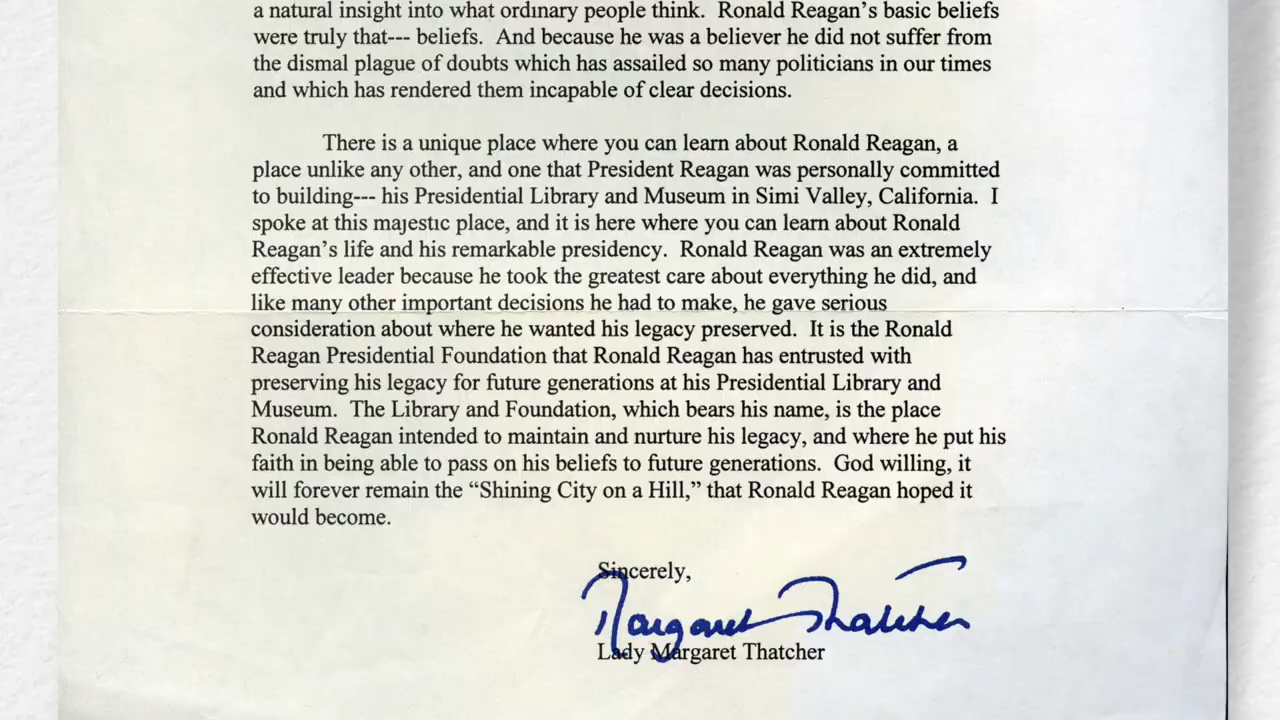 a natural insight into what ordinary people think. Ronald Reagan's basic beliefs
were truly that--- beliefs. And because he was a believer he did not suffer from
the dismal plague of doubts which has assailed so many politicians in our times
and which has rendered them incapable of clear decisions.
There is a unique place where you can learn about Ronald Reagan, a
place unlike any other, and one that President Reagan was personally committed
to building--- his Presidential Library and Museum in Simi Valley, California. I
spoke at this majestic place, and it is here where you can learn about Ronald
Reagan's life and his remarkable presidency. Ronald Reagan was an extremely
effective leader because he took the greatest care about everything he did, and
like many other important decisions he had to make, he gave serious
consideration about where he wanted his legacy preserved. It is the Ronald
Reagan Presidential Foundation that Ronald Reagan has entrusted with
preserving his legacy for future generations at his Presidential Library and
Museum. The Library and Foundation, which bears his name, is the place
Ronald Reagan intended to maintain and nurture his legacy, and where he put his
faith in being able to pass on his beliefs to future generations. God willing, it
will forever remain the “Shining City on a Hill,” that Ronald Reagan hoped it
would become.
Sincerely,
Margaret Thatcher
Lady Margaret Thatcher